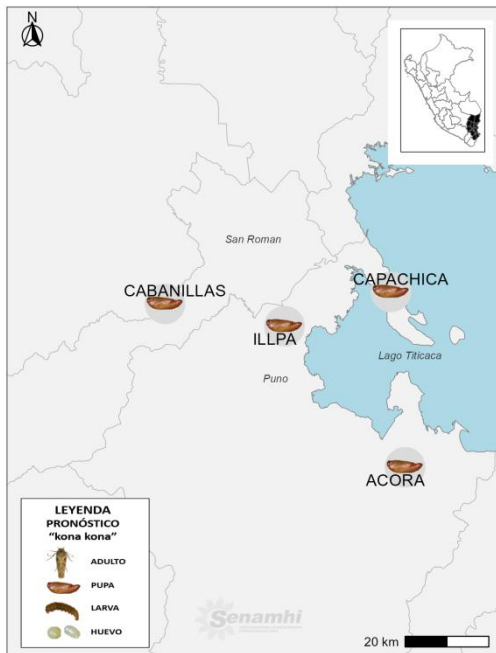 N
San Roman
CABANILLAS
CAPACHICA
ILLPA
Lago Titicaca
Puno
ACORA
LEYENDA
PRONÓSTICO
“kona kona”
ADULTO
PUPA
LARVA
HUEVO
Senamhi
20 km